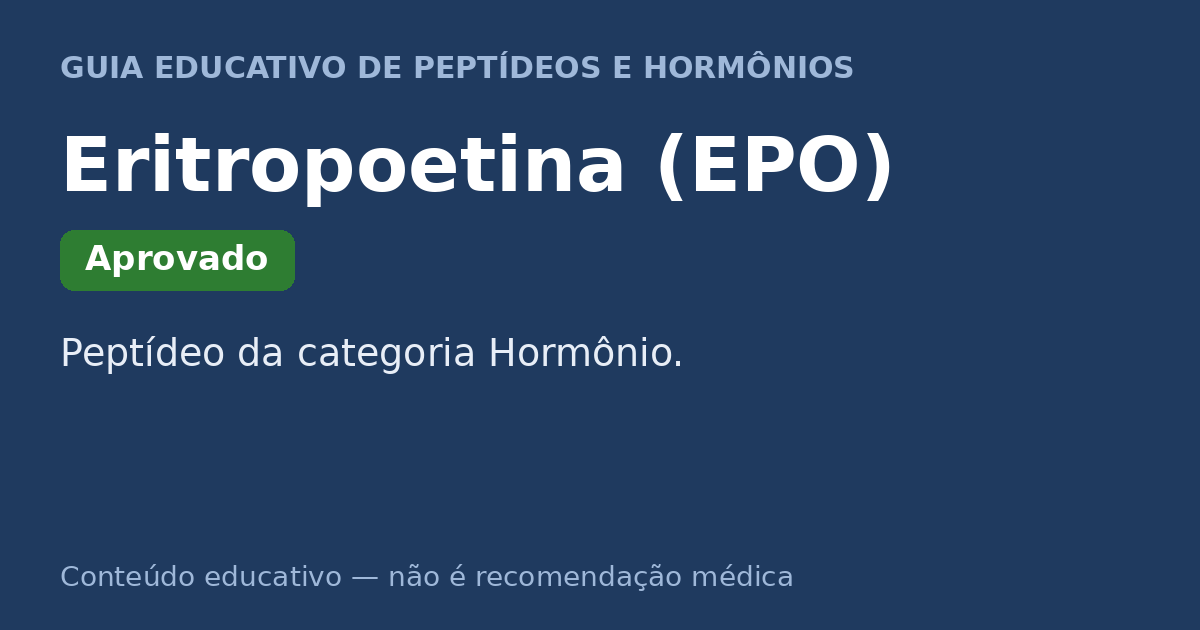 GUIA EDUCATIVO DE PEPTÍDEOS E HORMÔNIOS
Eritropoetina (EPO)
Aprovado
Peptídeo da categoria Hormônio.
Conteúdo educativo — não é recomendação médica